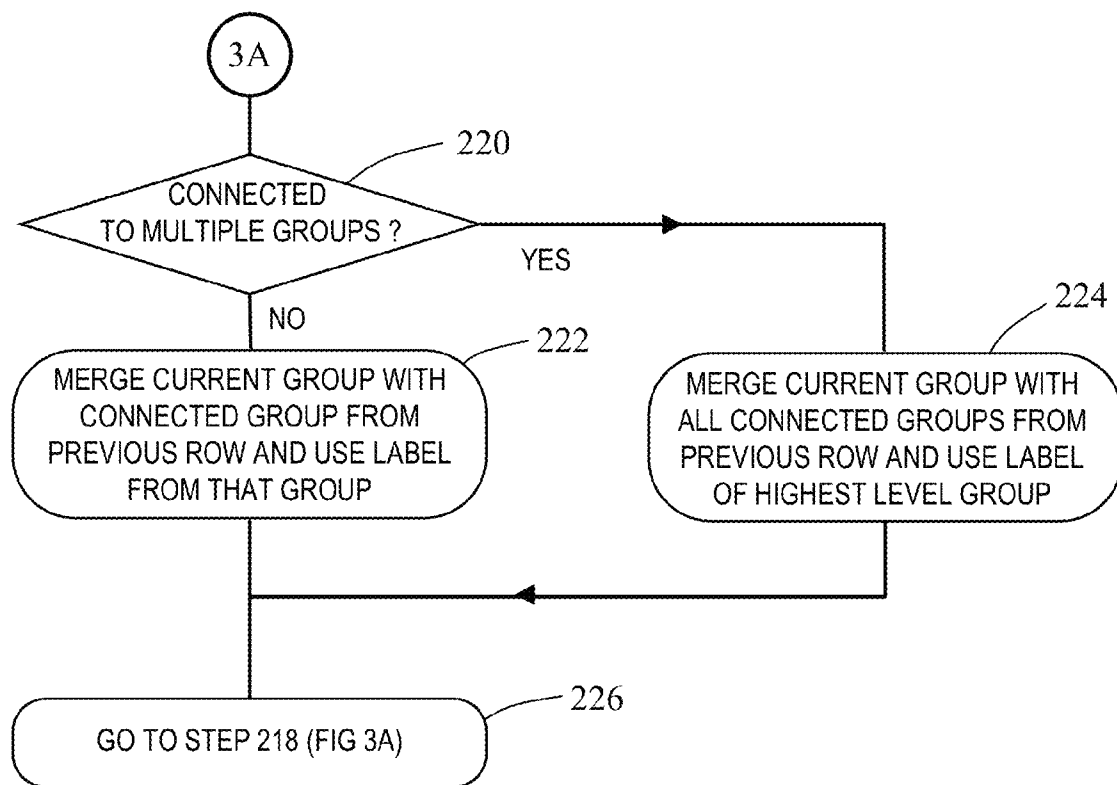 3A
220
CONNECTED
TO MULTIPLE GROUPS ?
YES
NO
222
MERGE CURRENT GROUP WITH
CONNECTED GROUP FROM
PREVIOUS ROW AND USE LABEL
FROM THAT GROUP
224
MERGE CURRENT GROUP WITH
ALL CONNECTED GROUPS FROM
PREVIOUS ROW AND USE LABEL
OF HIGHEST LEVEL GROUP
226
GO TO STEP 218 (FIG 3A)